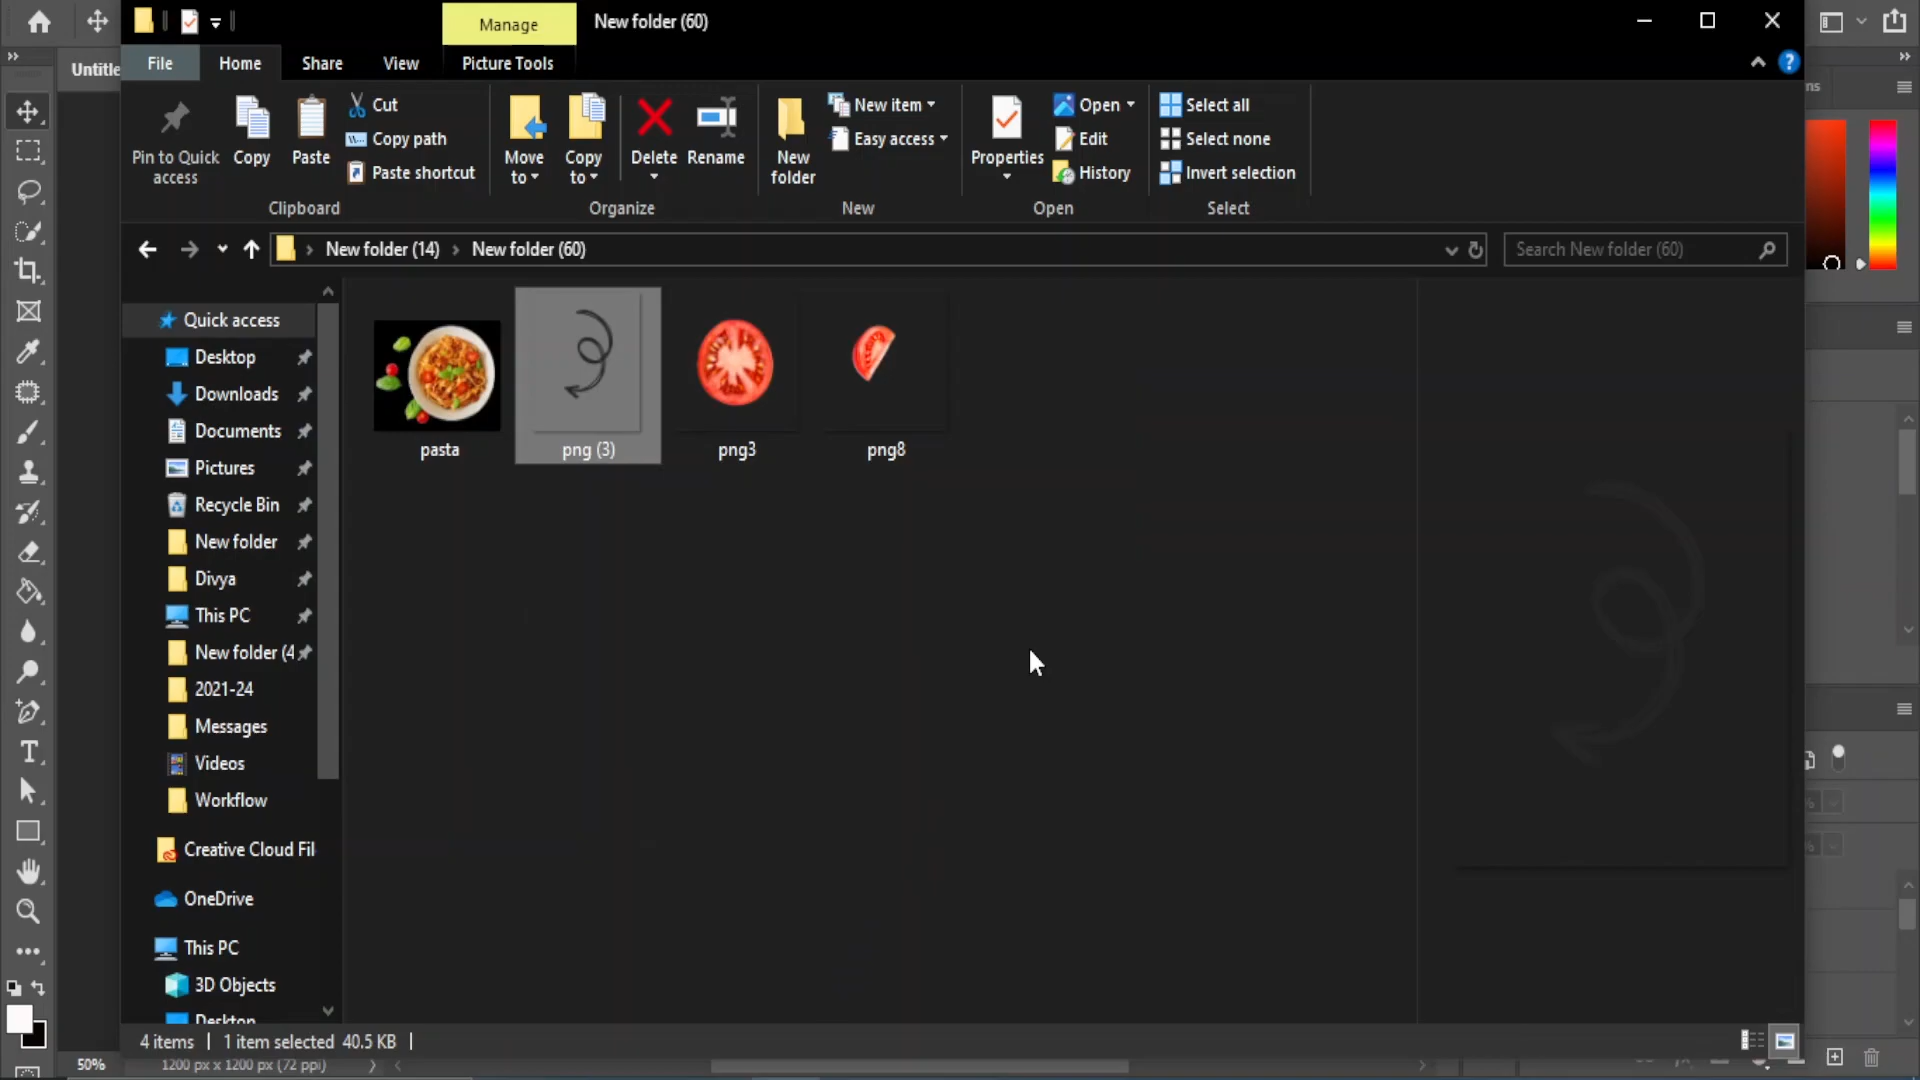 Manage
New folder (60)
Untitle
File
Home
Share
View
Picture Tools
Pin to Quick access
Copy
Paste
Cut
Copy path
Paste shortcut
Move to
Copy to
Delete
Rename
New folder
New item
Easy access
Properties
Open
Edit
History
Select all
Select none
Invert selection
Clipboard
Organize
New
Open
Select
New folder (14)
New folder (60)
Search New folder (60)
Quick access
Desktop
Downloads
Documents
Pictures
Recycle Bin
New folder
Divya
This PC
New folder (4
2021-24
Messages
Videos
Workflow
Creative Cloud Fil
OneDrive
This PC
3D Objects
Desktop
pasta
png (3)
png3
png8
4 items
1 item selected 40.5 KB
50%
1200 px x 1200 px (72 ppi)